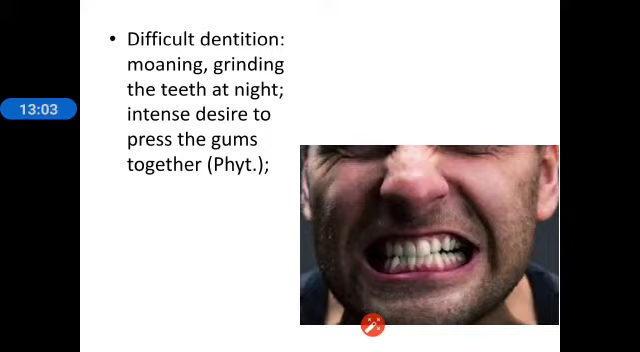 • Difficult dentition:
moaning, grinding
the teeth at night;
intense desire to
press the gums
together (Phyt.);
13:03